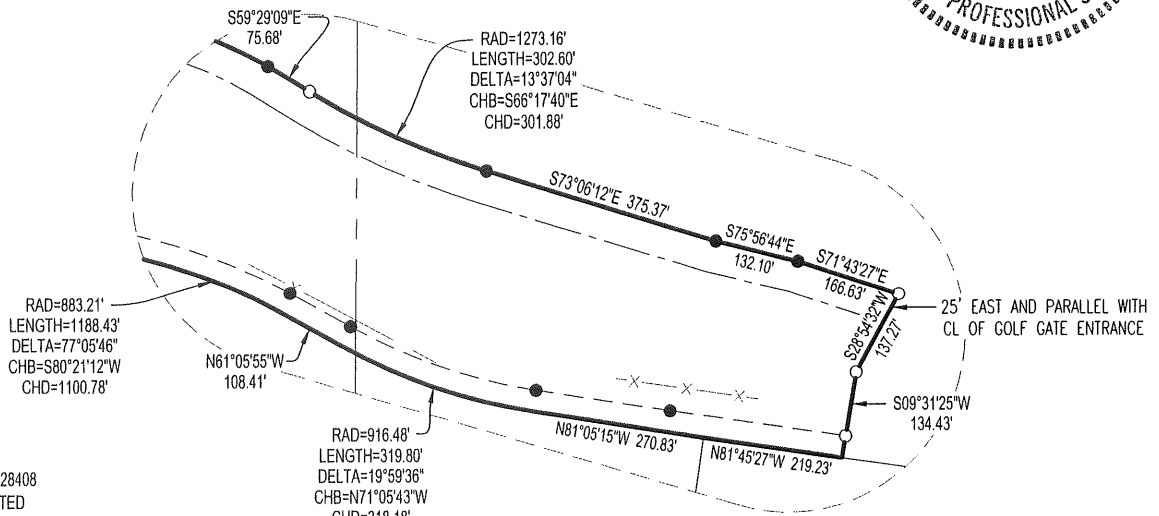 PROFESSIONAL
S59°29'09"E
75.68'
RAD=1273.16'
LENGTH=302.60'
DELTA=13°37'04"
CHB=S66°17'40"E
CHD=301.88'
S73°06'12"E 375.37'
S75°56'44"E
132.10'
S71°43'27"E
166.63'
S28°54'32"W
137.27'
25' EAST AND PARALLEL WITH
CL OF GOLF GATE ENTRANCE
S09°31'25"W
134.43'
RAD=883.21'
LENGTH=1188.43'
DELTA=77°05'46"
CHB=S80°21'12"W
CHD=1100.78'
N61°05'55"W
108.41'
RAD=916.48'
LENGTH=319.80'
DELTA=19°59'36"
CHB=N71°05'43"W
CHD=318.18'
N81°05'15"W 270.83'
N81°45'27"W 219.23'
28408
TED